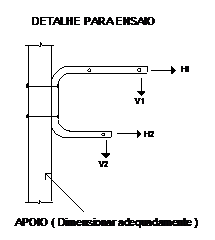 DETALHE PARA ENSAIO
H1
V1
H2
V2
APOIO ( Dimensionar adequadamente )